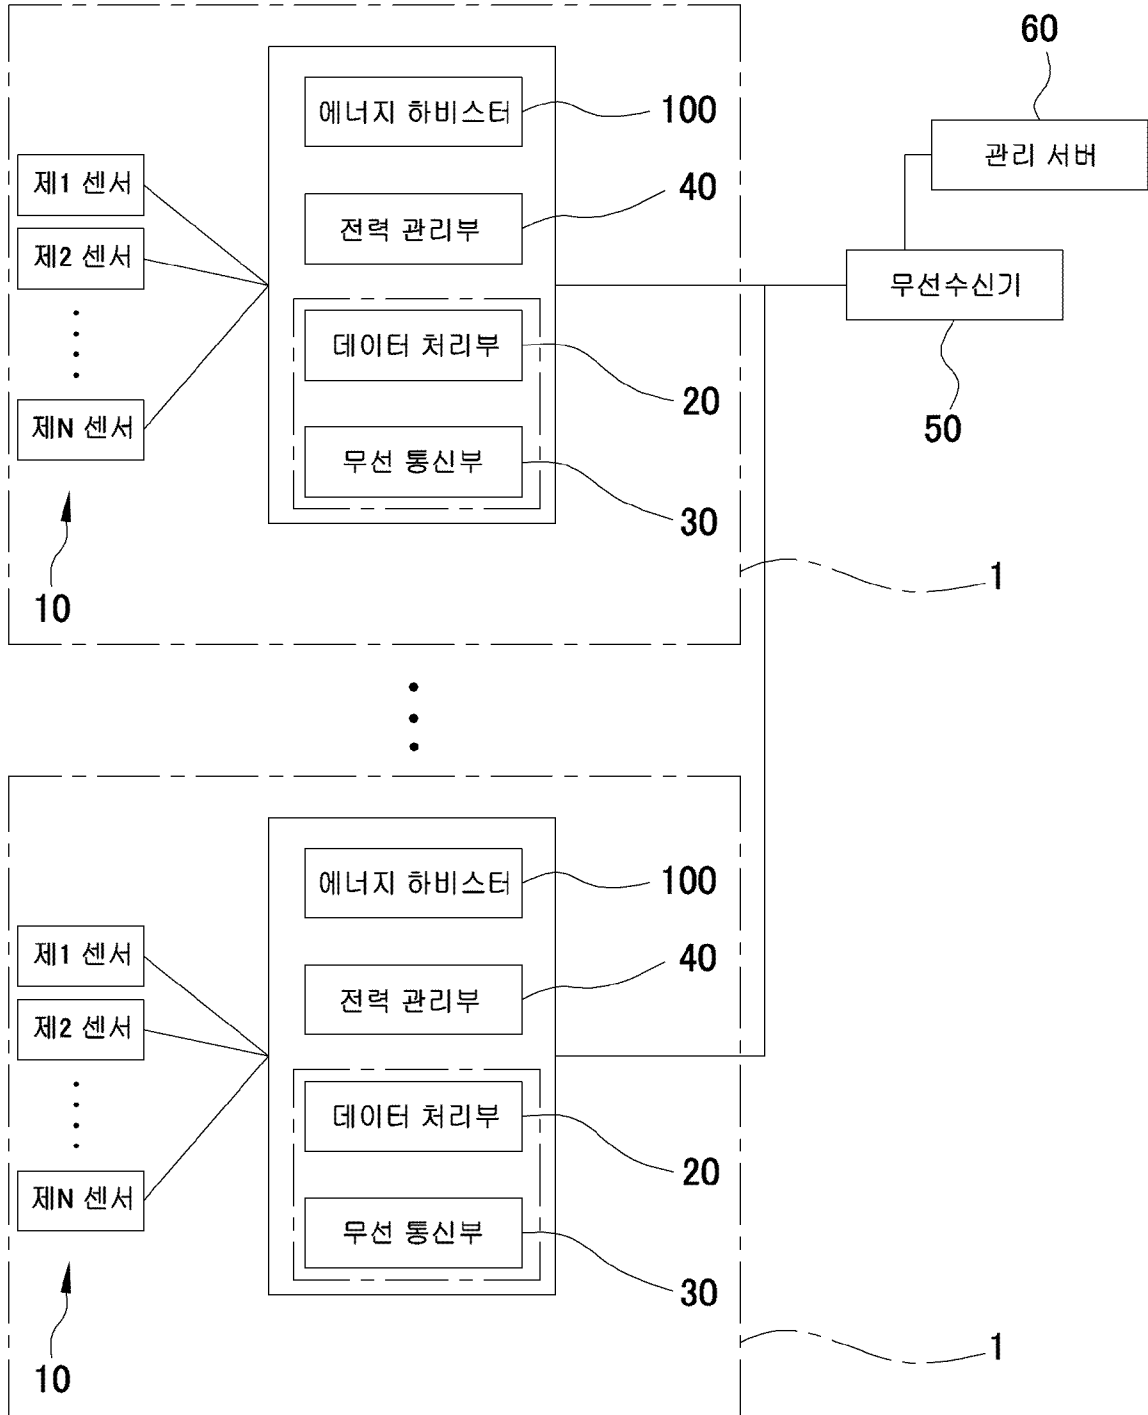 60
에너지 하비스터
100
관리 서버
제1 센서
40
전력 관리부
제2 센서
무선수신기
데이터 처리부
20
50
제N 센서
무선 통신부
30
1
10
에너지 하비스터
100
제1 센서
40
전력 관리부
제2 센서
데이터 처리부
20
제N 센서
무선 통신부
30
1
10